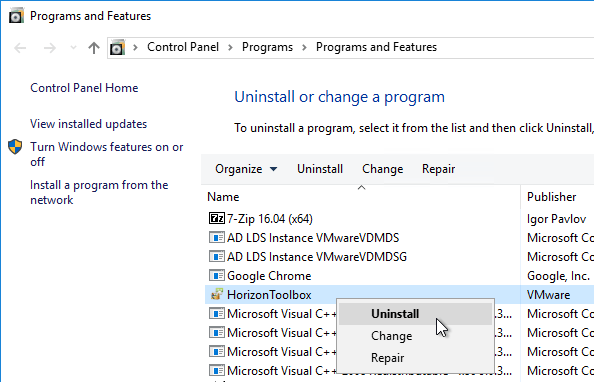 Programs and Features
Control Panel > Programs > Programs and Features
Control Panel Home
View installed updates
Turn Windows features on or
off
Install a program from the
network
Uninstall or change a program
To uninstall a program, select it from the list and then click Uninstall,
Organize Uninstall Change Repair
Name Publisher
7-Zip 16.04 (x64) Igor Pavlov
AD LDS Instance VMwareVDMDS Microsoft Co
AD LDS Instance VMwareVDMDSG Microsoft Co
Google Chrome Google, Inc.
HorizonToolbox VMware
Microsoft Visual C++ .3... Microsoft Co
Microsoft Visual C++ .3... Microsoft Co
Microsoft Visual C++ Microsoft Co
Microsoft Visual C++ Microsoft Co
Uninstall
Change
Repair